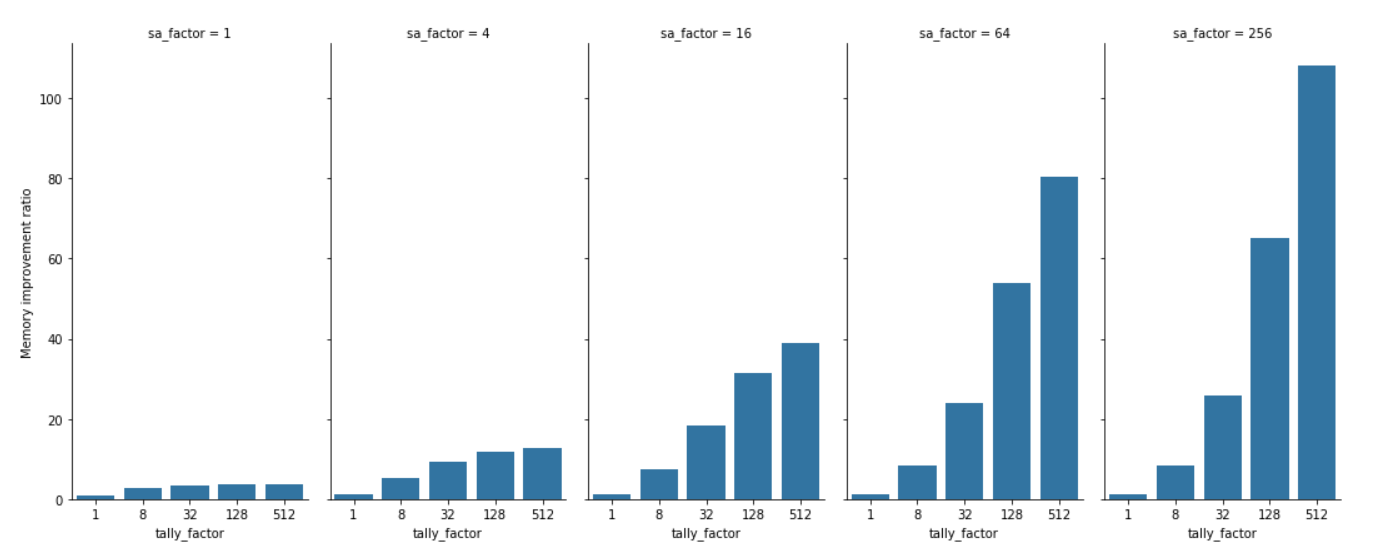 sa_factor = 1
sa_factor = 4
sa_factor = 16
sa_factor = 64
sa_factor = 256
Memory improvement ratio
100
80
60
40
20
0
1 8 32 128 512
1 8 32 128 512
1 8 32 128 512
1 8 32 128 512
1 8 32 128 512
tally_factor
tally_factor
tally_factor
tally_factor
tally_factor